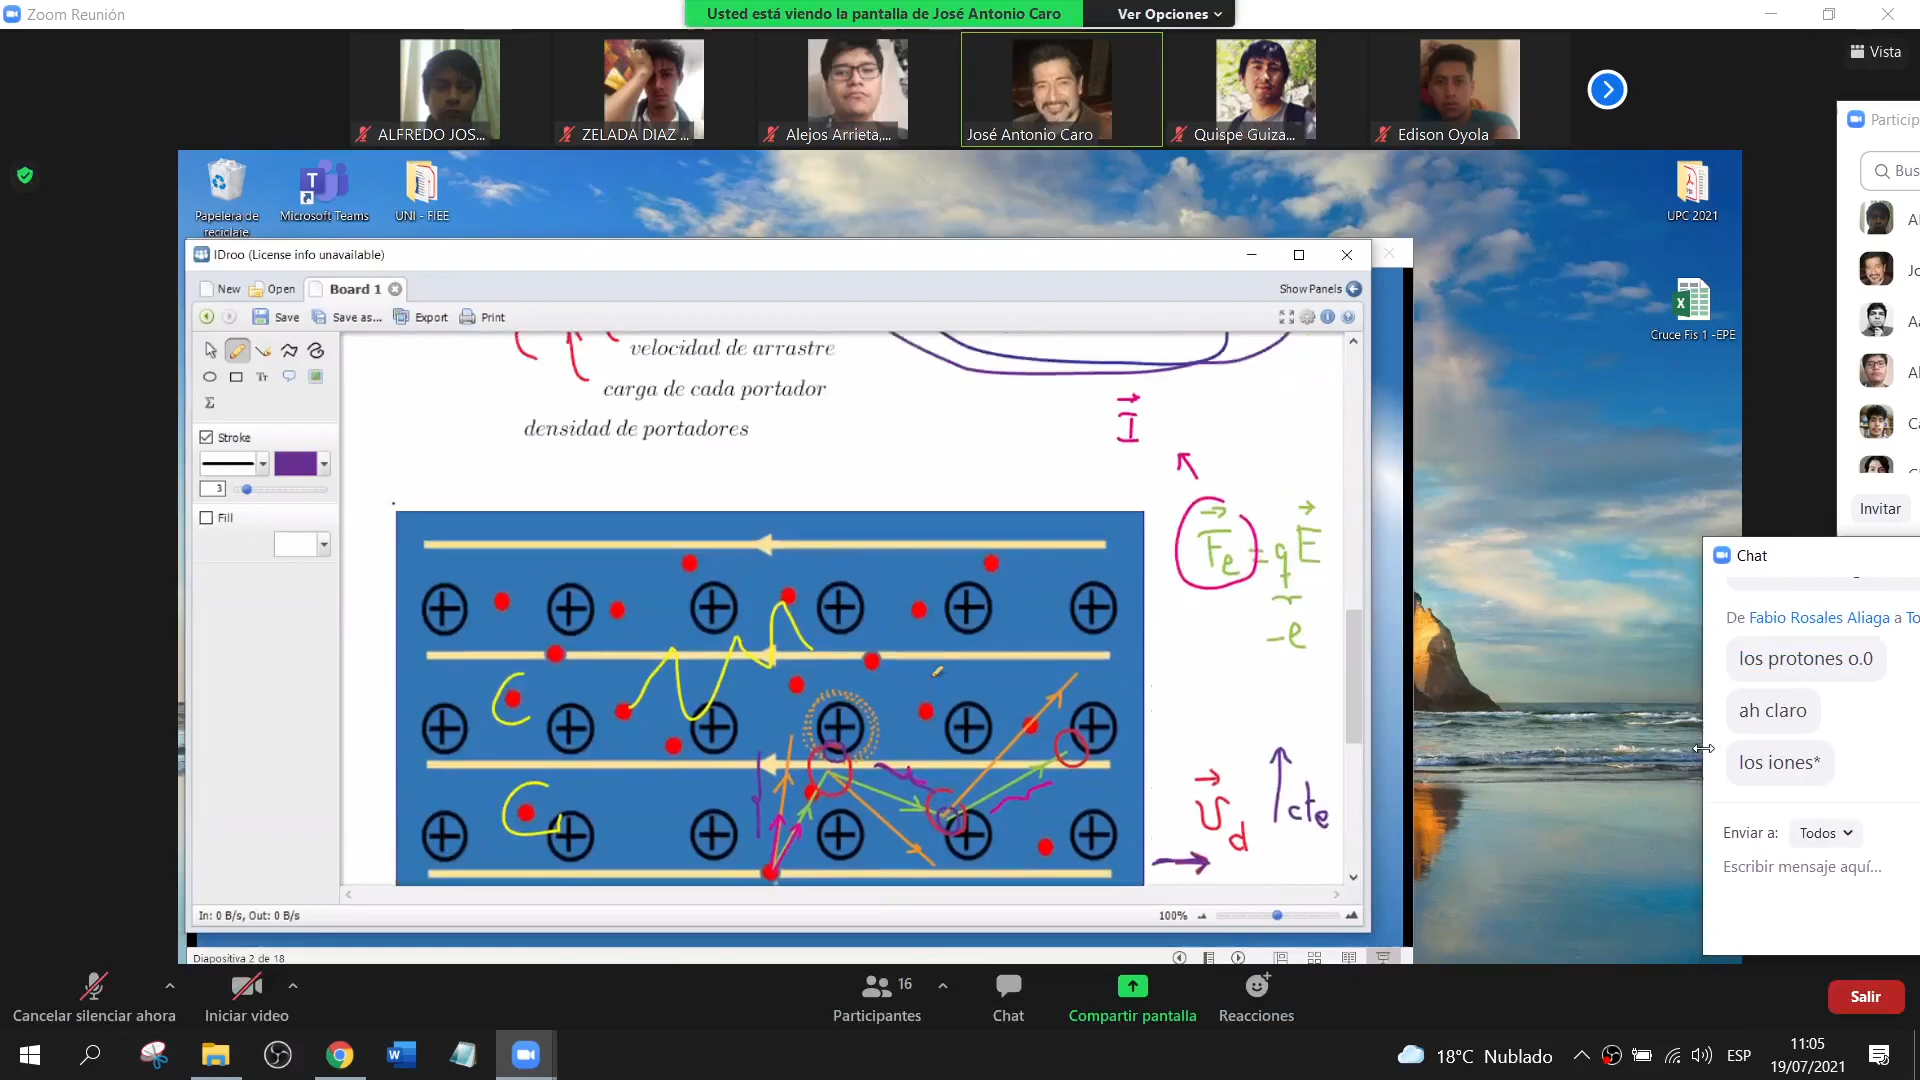 Zoom Reunión
Usted está viendo la pantalla de José Antonio Caro
Ver Opciones
Vista
ALFREDO JOS...
ZELADA DIAZ ...
Alejos Arrieta,...
José Antonio Caro
Quispe Guiza...
Edison Oyola
Particip
Bus
Invitar
Papelera de reciclaje
Microsoft Teams
UNI - FIEE
UPC 2021
Cruce Fis 1 -EPE
IDroo (License info unavailable)
New
Open
Board 1
Show Panels
Save
Save as...
Export
Print
Tr
Σ
Stroke
3
Fill
velocidad de arrastre
carga de cada portador
densidad de portadores
I
Fe = qE
-e
Ud
cte
In: 0 B/s, Out: 0 B/s
100%
Diapositiva 2 de 18
Chat
De Fabio Rosales Aliaga a To
los protones o.0
ah claro
los iones*
Enviar a: Todos
Escribir mensaje aquí...
Cancelar silenciar ahora
Iniciar video
16
Participantes
Chat
Compartir pantalla
Reacciones
Salir
18°C Nublado
ESP
11:05
19/07/2021